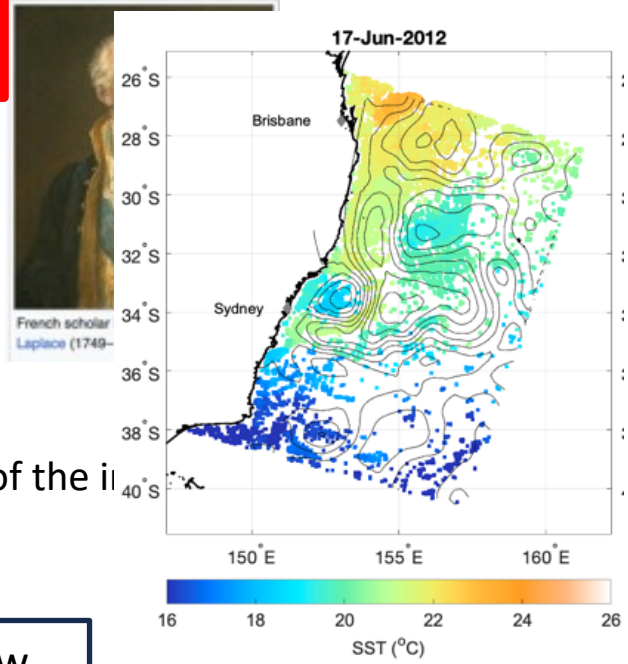 17-Jun-2012
26°S
28°S
30°S
32°S
34°S
36°S
38°S
40°S
Brisbane
Sydney
French scholar
Laplace (1749–
of the
150°E
155°E
160°E
16
18
20
22
24
26
SST (°C)